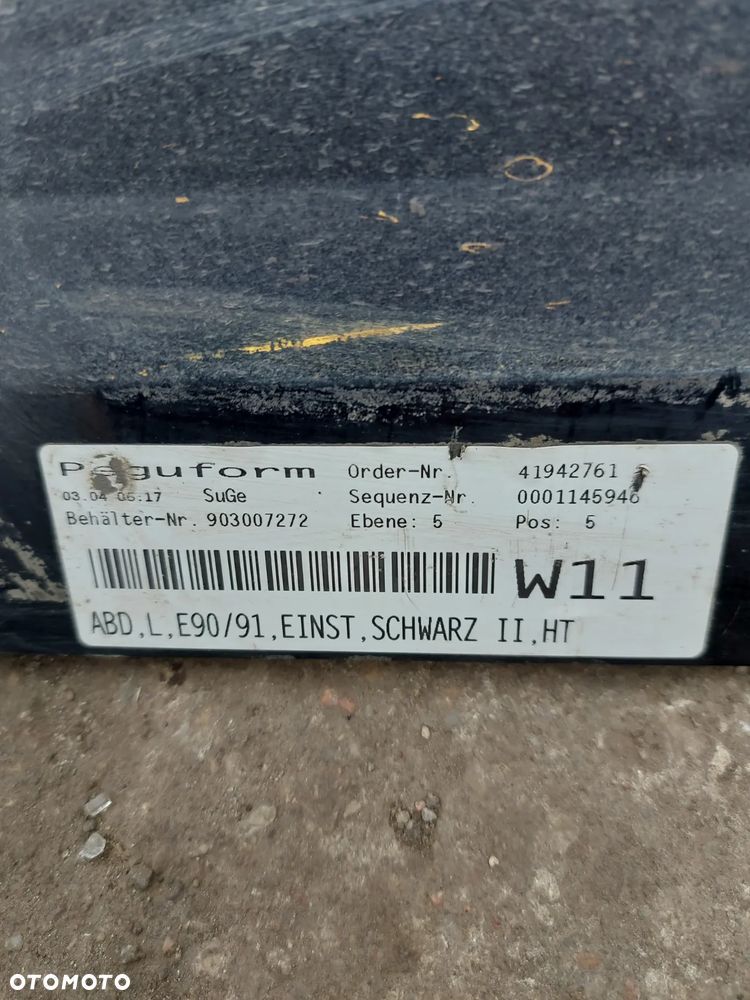 Peguform Order-Nr. 41942761
03.04 06:17 SuGe Sequenz-Nr. 0001145946
Behälter-Nr. 903007272 Ebene: 5 Pos: 5
W11
ABD,L,E90/91,EINST,SCHWARZ II,HT
OTOMOTO